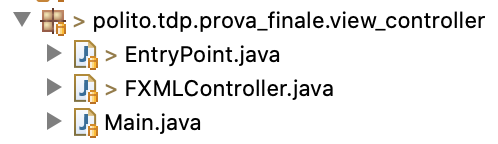 > polito.tdp.prova_finale.view_controller
> EntryPoint.java
> FXMLController.java
Main.java